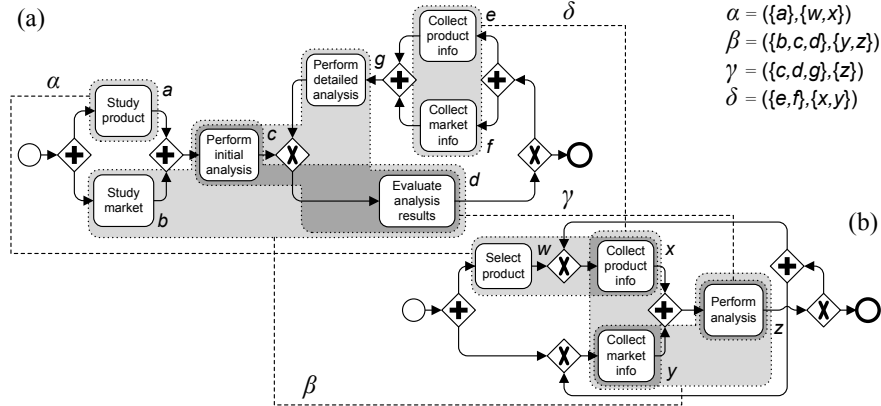 (a)
α
β
γ
δ
Study
product
a
Study
market
b
Perform
initial
analysis
c
Perform
detailed
analysis
g
Collect
product
info
e
Collect
market
info
f
Evaluate
analysis
results
d
α = ({a},{w,x})
β = ({b,c,d},{y,z})
γ = ({c,d,g},{z})
δ = ({e,f},{x,y})
(b)
Select
product
w
Collect
product
info
x
Collect
market
info
y
Perform
analysis
z